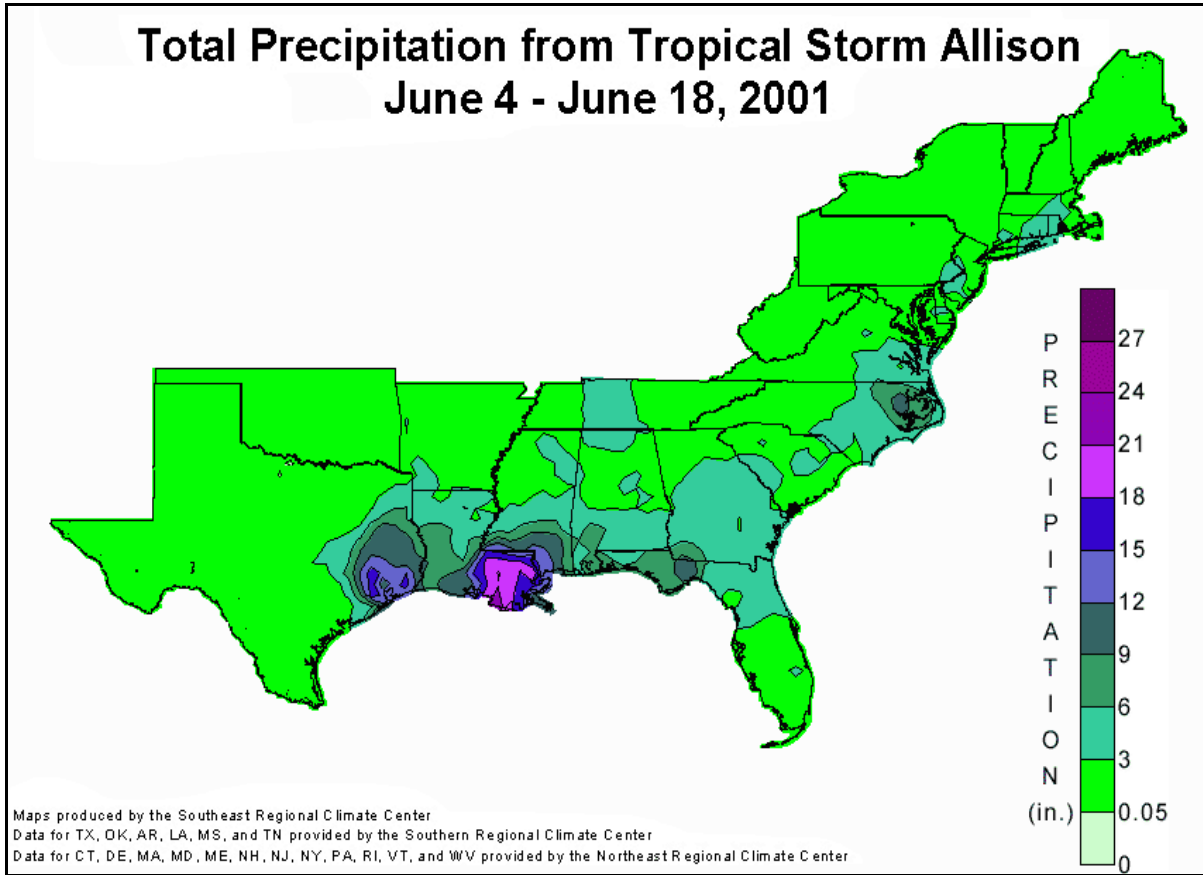 Total Precipitation from Tropical Storm Allison
June 4 - June 18, 2001
PRECIPITATION
(in.)
27
24
21
18
15
12
9
6
3
0.05
0
Maps produced by the Southeast Regional Climate Center
Data for TX, OK, AR, LA, MS, and TN provided by the Southern Regional Climate Center
Data for CT, DE, MA, MD, ME, NH, NJ, NY, PA, RI, VT, and WV provided by the Northeast Regional Climate Center